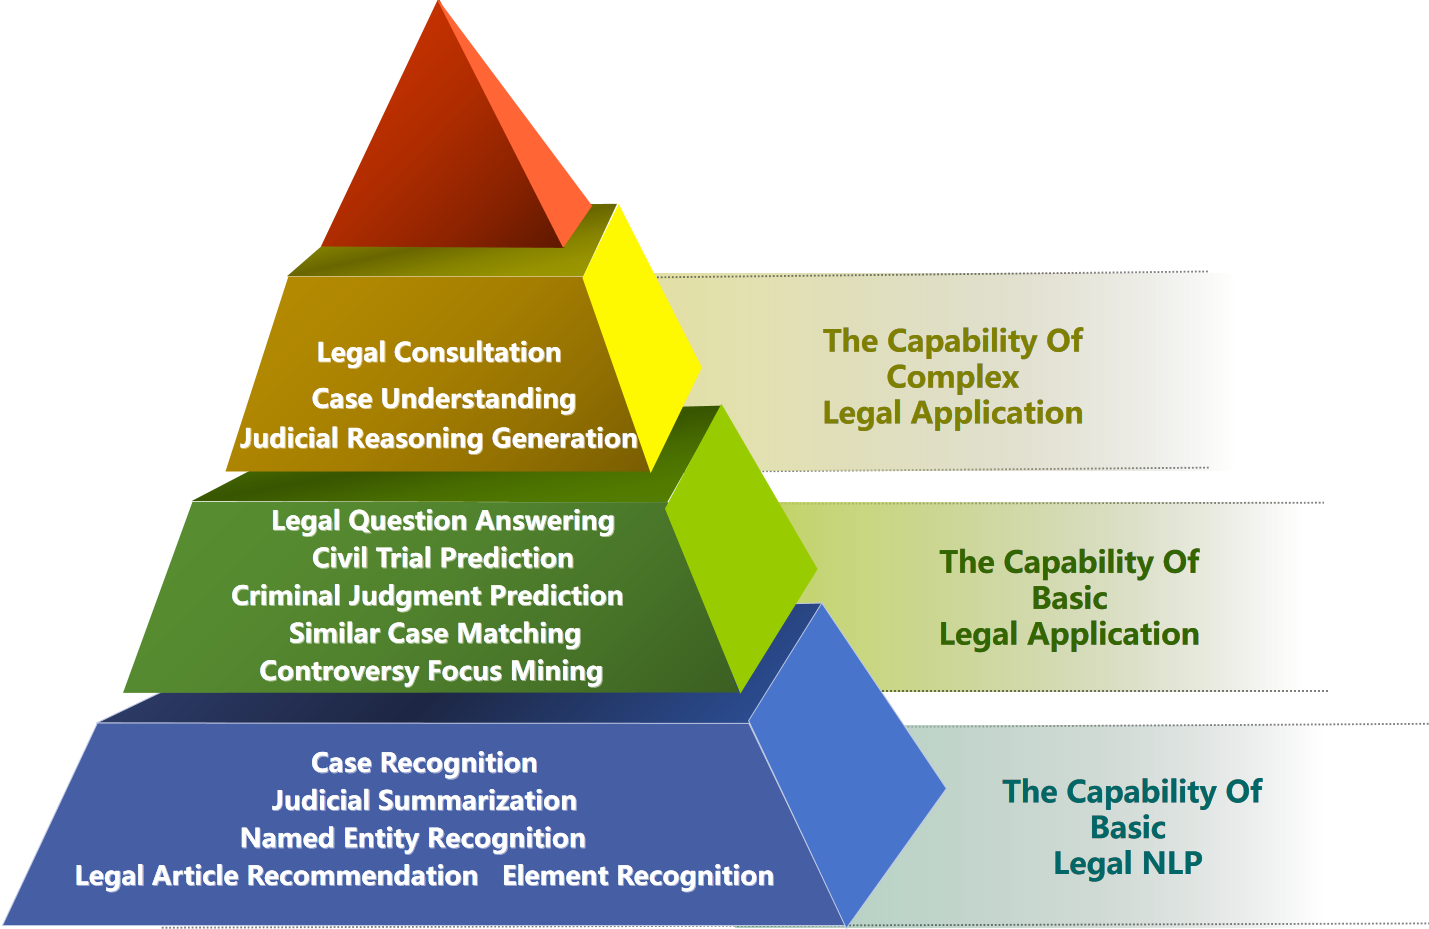 Legal Consultation
Case Understanding
Judicial Reasoning Generation
The Capability Of
Complex
Legal Application
Legal Question Answering
Civil Trial Prediction
Criminal Judgment Prediction
Similar Case Matching
Controversy Focus Mining
The Capability Of
Basic
Legal Application
Case Recognition
Judicial Summarization
Named Entity Recognition
Legal Article Recommendation Element Recognition
The Capability Of
Basic
Legal NLP